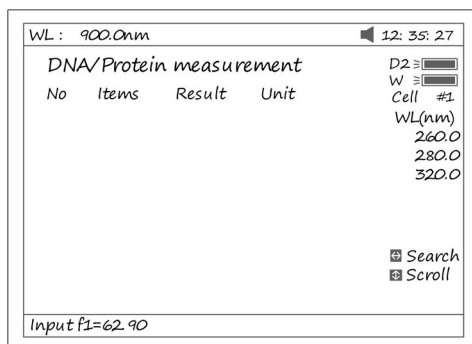 WL : 900.0nm 12: 35: 27
DNA/Protein measurement
D2
W
No Items Result Unit
Cell #1
WL(nm)
260.0
280.0
320.0
Search
Scroll
Input f1=62.90